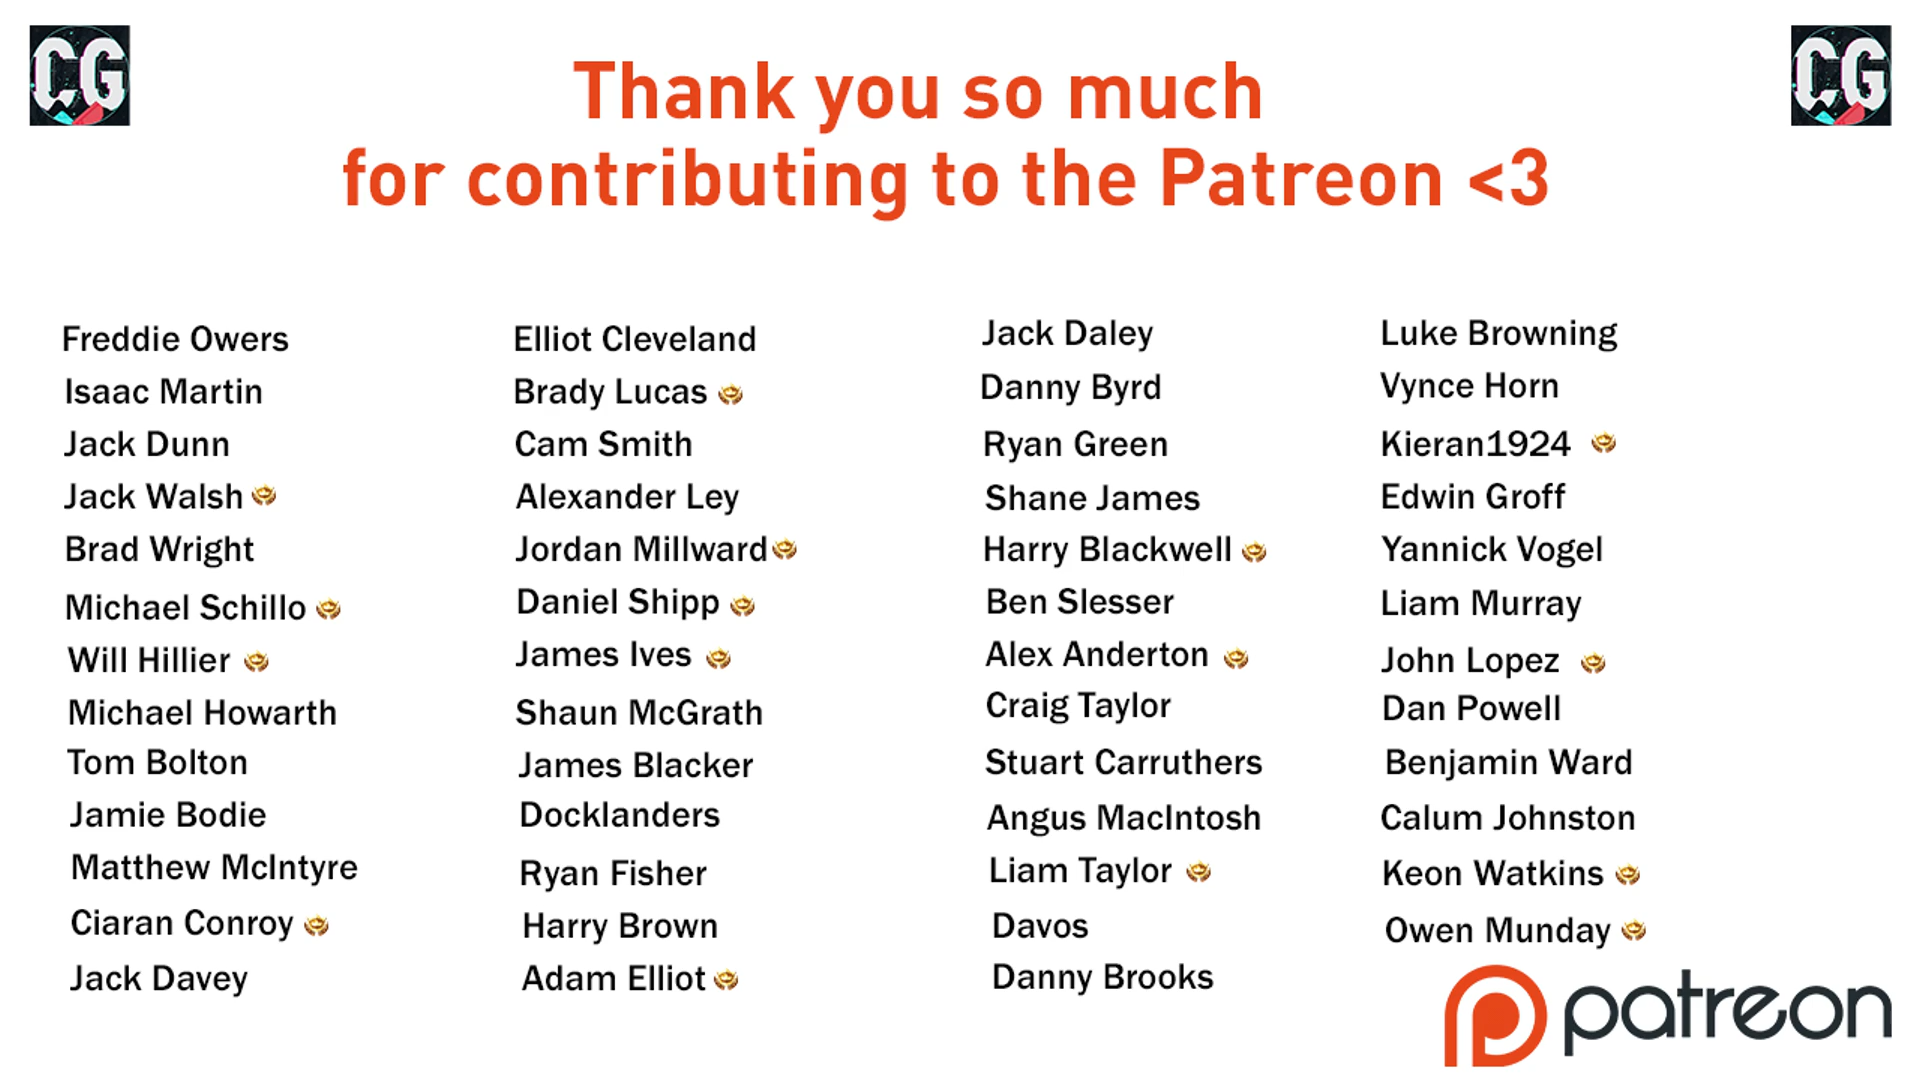 CG
CG
Thank you so much
for contributing to the Patreon <3
Freddie Owers
Isaac Martin
Jack Dunn
Jack Walsh
Brad Wright
Michael Schillo
Will Hillier
Michael Howarth
Tom Bolton
Jamie Bodie
Matthew McIntyre
Ciaran Conroy
Jack Davey
Elliot Cleveland
Brady Lucas
Cam Smith
Alexander Ley
Jordan Millward
Daniel Shipp
James Ives
Shaun McGrath
James Blacker
Docklanders
Ryan Fisher
Harry Brown
Adam Elliot
Jack Daley
Danny Byrd
Ryan Green
Shane James
Harry Blackwell
Ben Slesser
Alex Anderton
Craig Taylor
Stuart Carruthers
Angus MacIntosh
Liam Taylor
Davos
Danny Brooks
Luke Browning
Vynce Horn
Kieran1924
Edwin Groff
Yannick Vogel
Liam Murray
John Lopez
Dan Powell
Benjamin Ward
Calum Johnston
Keon Watkins
Owen Munday
patreon